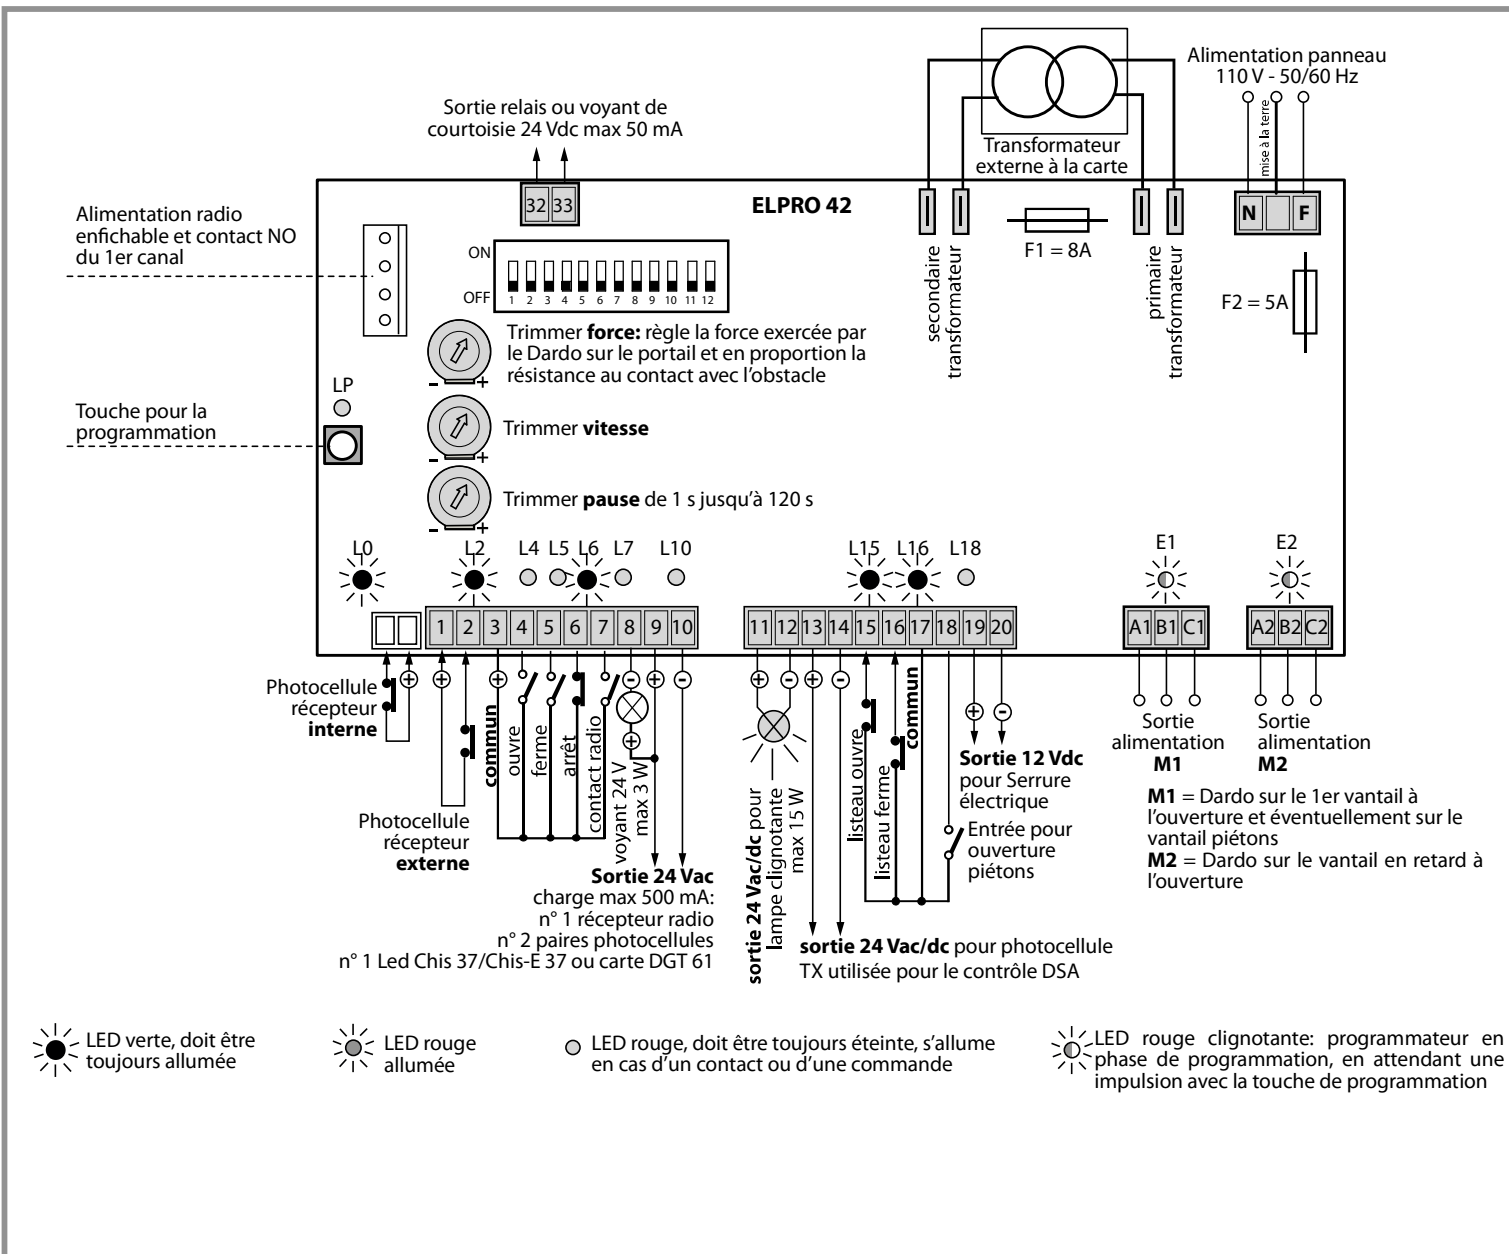 Alimentation panneau
110 V - 50/60 Hz
mise à la terre
Sortie relais ou voyant de
courtoisie 24 Vdc max 50 mA
Transformateur
externe à la carte
32 33
ELPRO 42
N F
Alimentation radio
enfichable et contact NO
du 1er canal
ON
OFF
1 2 3 4 5 6 7 8 9 10 11 12
secondaire
transformateur
F1 = 8A
primaire
transformateur
F2 = 5A
Trimmer force: règle la force exercée par
le Dardo sur le portail et en proportion la
résistance au contact avec l'obstacle
- +
LP
Touche pour la
programmation
Trimmer vitesse
- +
Trimmer pause de 1 s jusqu'à 120 s
- +
L0 L2 L4 L5 L6 L7 L10 L15 L16 L18 E1 E2
1 2 3 4 5 6 7 8 9 10
11 12 13 14 15 16 17 18 19 20
A1 B1 C1
A2 B2 C2
+ + + - + - + - + -
Photocellule
récepteur
interne
Photocellule
récepteur
externe
commun
ouvre
ferme
arrêt
contact radio
+
voyant 24 V
max 3 W
Sortie 24 Vac
charge max 500 mA:
n° 1 récepteur radio
n° 2 paires photocellules
n° 1 Led Chis 37/Chis-E 37 ou carte DGT 61
sortie 24 Vac/dc pour
lampe clignotante
max 15 W
sortie 24 Vac/dc pour photocellule
TX utilisée pour le contrôle DSA
listeau ouvre
listeau ferme
commun
+ -
Sortie 12 Vdc
pour Serrure
électrique
Entrée pour
ouverture
piétons
Sortie
alimentation
M1
Sortie
alimentation
M2
M1 = Dardo sur le 1er vantail à
l'ouverture et éventuellement sur le
vantail piétons
M2 = Dardo sur le vantail en retard à
l'ouverture
LED verte, doit être
toujours allumée
LED rouge
allumée
LED rouge, doit être toujours éteinte, s'allume
en cas d'un contact ou d'une commande
LED rouge clignotante: programmateur en
phase de programmation, en attendant une
impulsion avec la touche de programmation